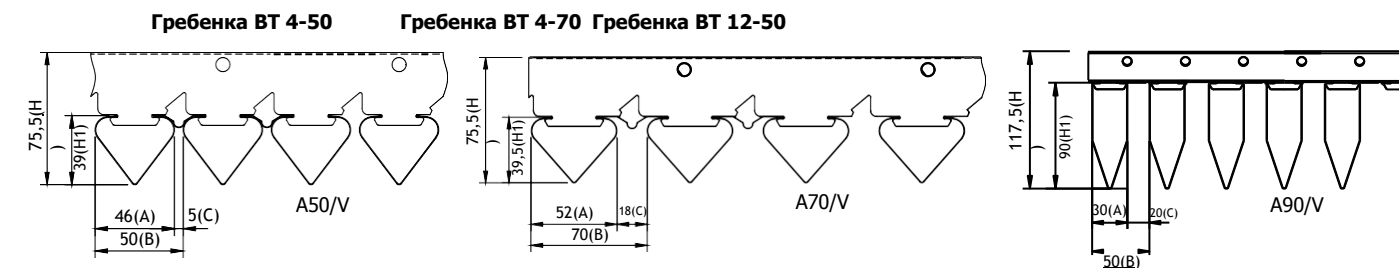 Гребенка ВТ 4-50
Гребенка ВТ 4-70 Гребенка ВТ 12-50
75,5(H
)
39(H1)
46(A)
5(C)
50(B)
A50/V
75,5(H
)
39,5(H1)
52(A)
18(C)
70(B)
A70/V
117,5(H
)
90(H1)
30(A)
20(C)
50(B)
A90/V